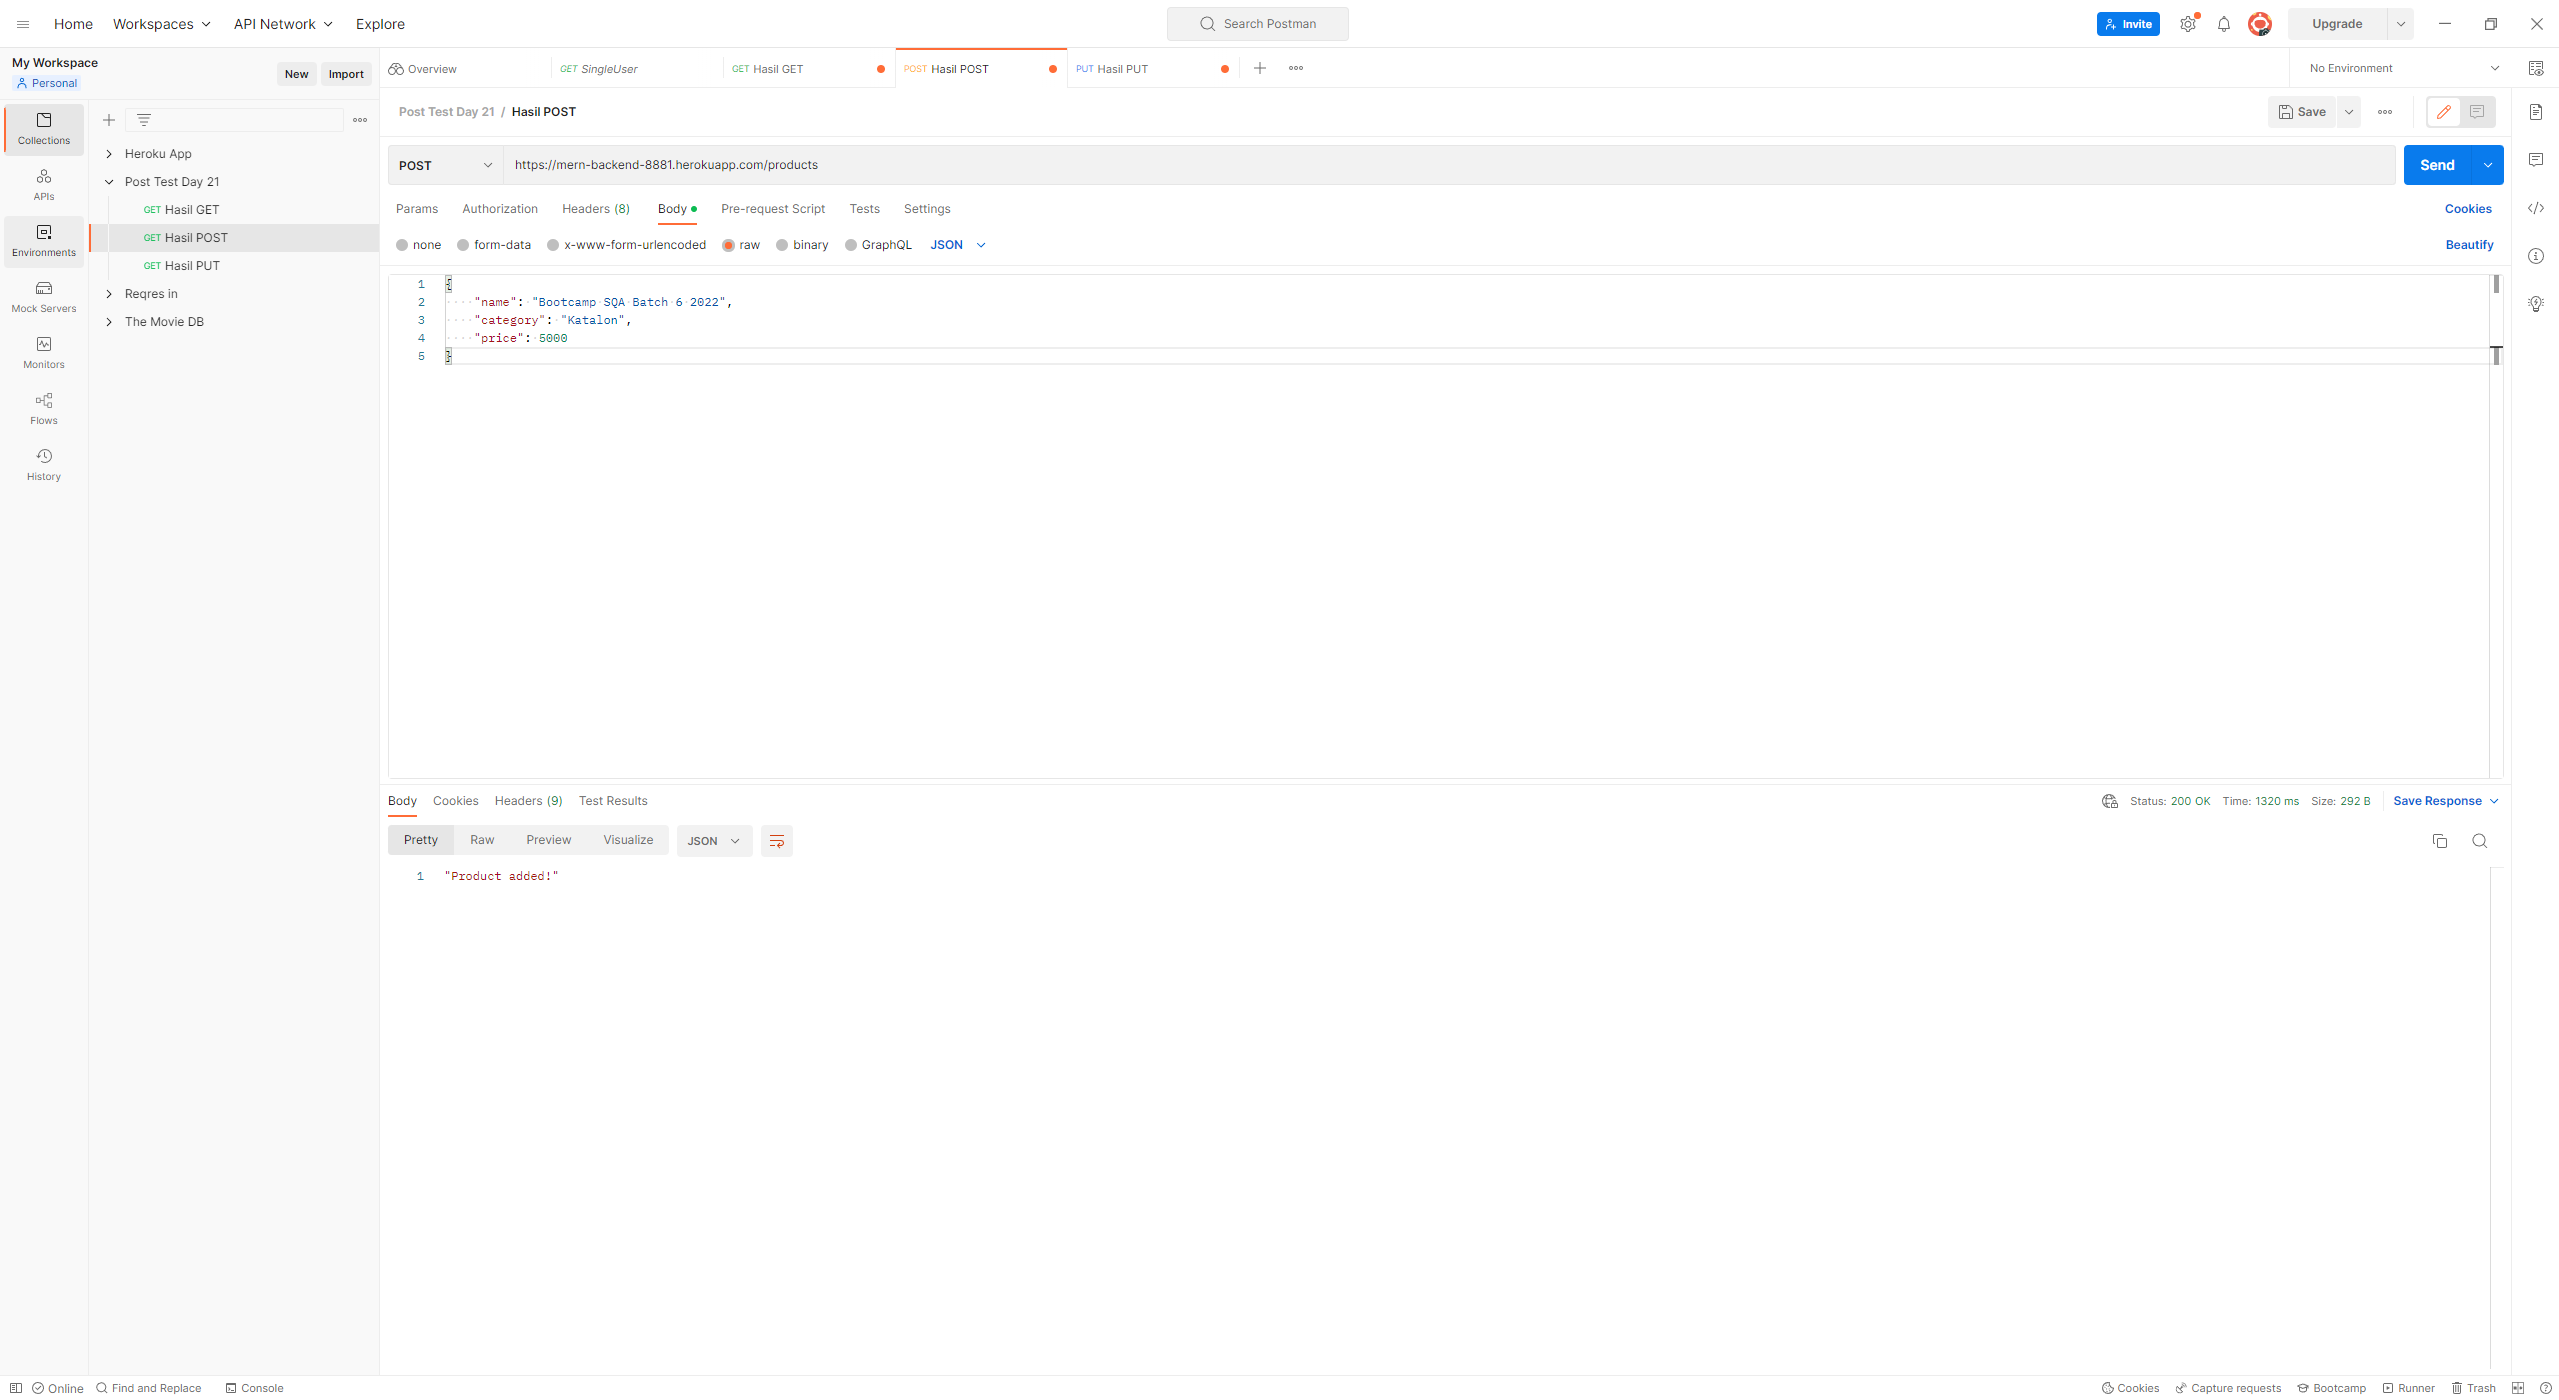 Home Workspaces API Network Explore Search Postman Invite Upgrade
My Workspace
Personal
New Import
Overview GET SingleUser GET Hasil GET POST Hasil POST PUT Hasil PUT No Environment
Collections
APIs
Environments
Mock Servers
Monitors
Flows
History
Heroku App
Post Test Day 21
GET Hasil GET
GET Hasil POST
GET Hasil PUT
Reqres in
The Movie DB
Post Test Day 21 / Hasil POST Save
POST https://mern-backend-8881.herokuapp.com/products Send
Params Authorization Headers (8) Body Pre-request Script Tests Settings Cookies
none form-data x-www-form-urlencoded raw binary GraphQL JSON Beautify
1 {
2 "name": "Bootcamp SQA Batch 6 2022",
3 "category": "Katalon",
4 "price": 5000
5 }
Body Cookies Headers (9) Test Results Status: 200 OK Time: 1320 ms Size: 292 B Save Response
Pretty Raw Preview Visualize JSON
1 "Product added!"
Online Find and Replace Console Cookies Capture requests Bootcamp Runner Trash